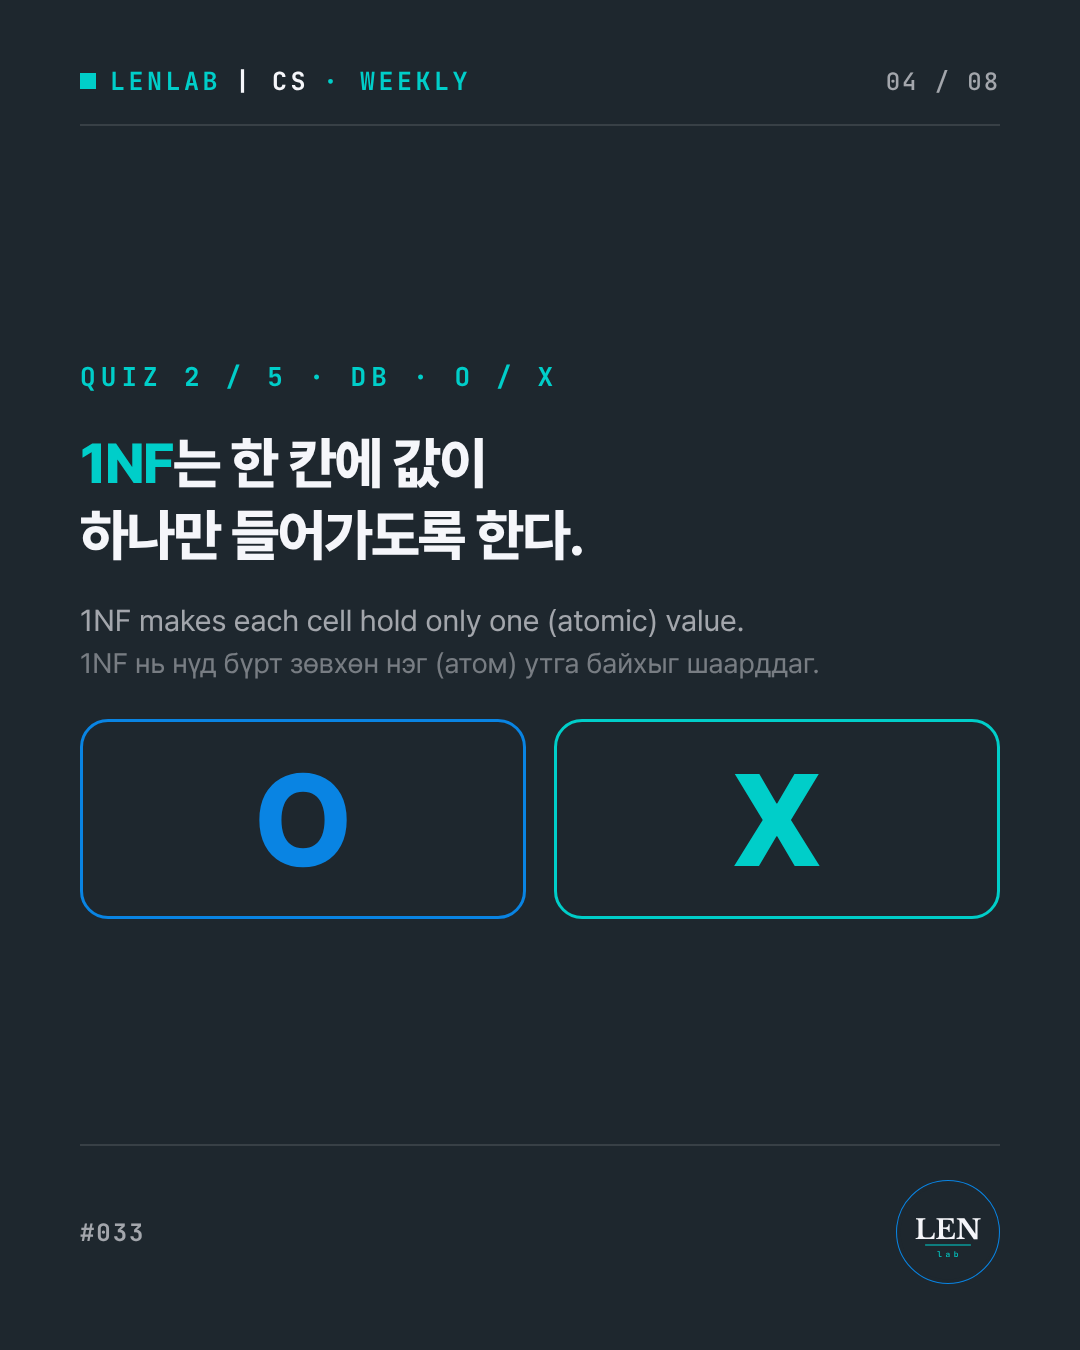 LENLAB | CS · WEEKLY
04 / 08
QUIZ 2 / 5 · DB · O / X
1NF는 한 칸에 값이
하나만 들어가도록 한다.
1NF makes each cell hold only one (atomic) value.
1NF нь нүд бүрт зөвхөн нэг (атом) утга байхыг шаарддаг.
O
X
#033
LEN
lab